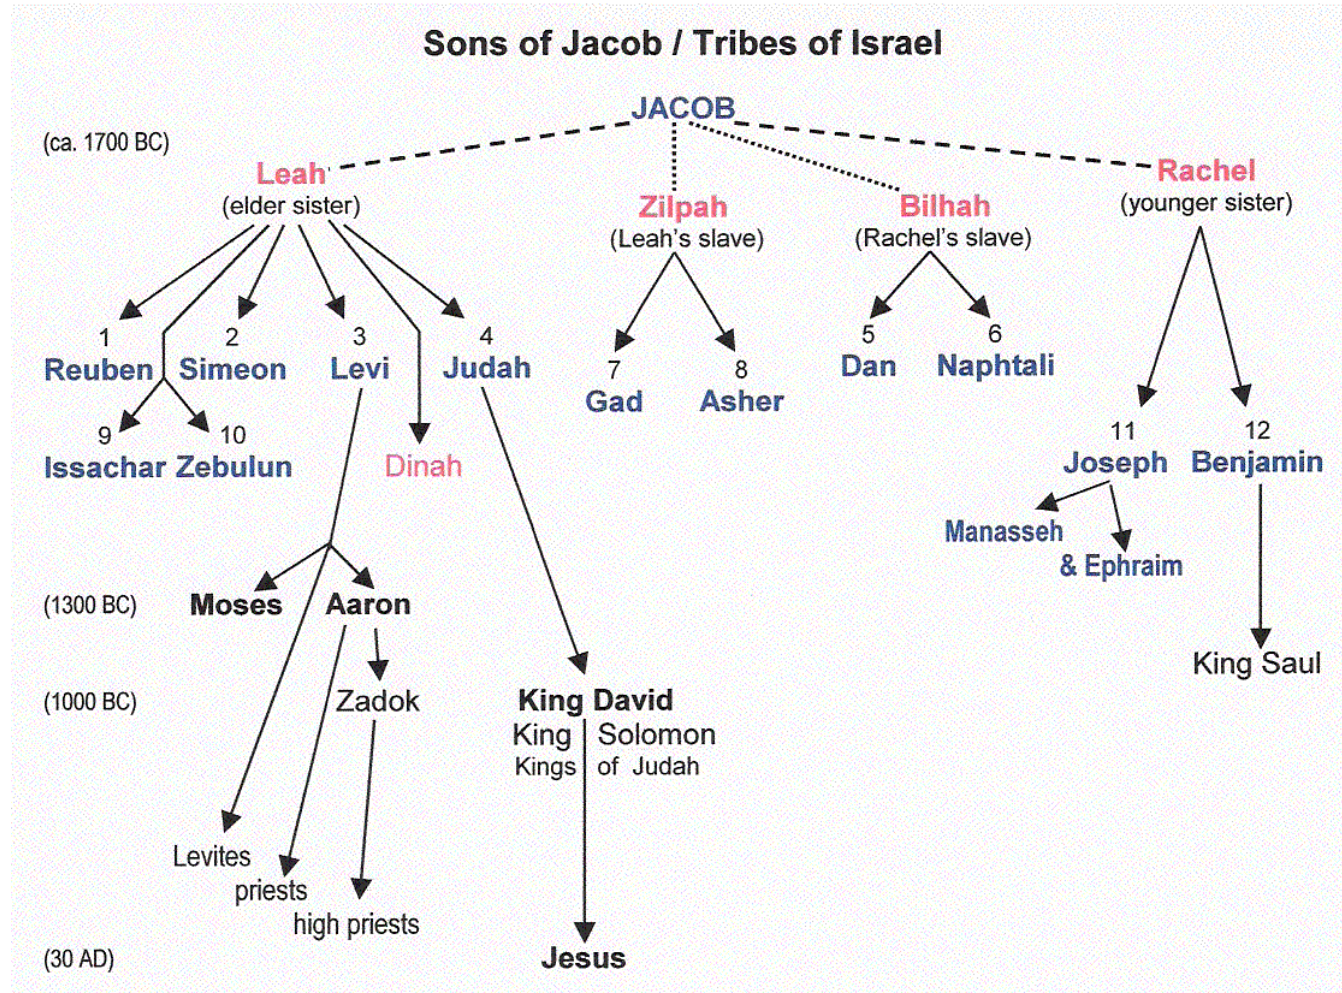 Sons of Jacob / Tribes of Israel
JACOB
(ca. 1700 BC)
Leah
(elder sister)
Zilpah
(Leah's slave)
Bilhah
(Rachel's slave)
Rachel
(younger sister)
1
Reuben
2
Simeon
3
Levi
4
Judah
7
Gad
8
Asher
5
Dan
6
Naphtali
9
Issachar
10
Zebulun
Dinah
11
Joseph
12
Benjamin
Manasseh
& Ephraim
(1300 BC)
Moses
Aaron
King Saul
(1000 BC)
Zadok
King David
King Solomon
Kings of Judah
Levites
priests
high priests
(30 AD)
Jesus